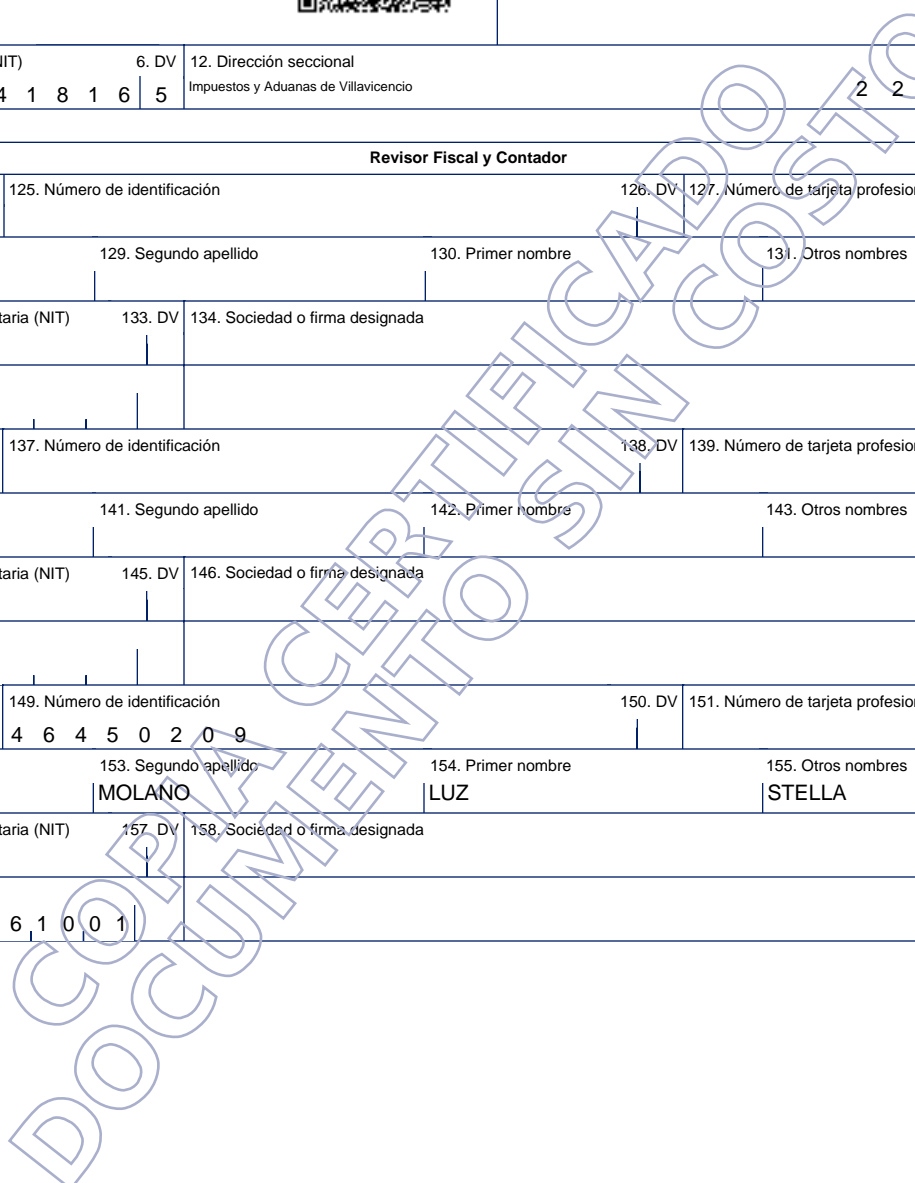 NIT) 6. DV 12. Dirección seccional
4 1 8 1 6 5 Impuestos y Aduanas de Villavicencio 2 2
Revisor Fiscal y Contador
125. Número de identificación 126. DV 127. Número de tarjeta profesion
129. Segundo apellido 130. Primer nombre 131. Otros nombres
taria (NIT) 133. DV 134. Sociedad o firma designada
137. Número de identificación 138. DV 139. Número de tarjeta profesion
141. Segundo apellido 142. Primer nombre 143. Otros nombres
taria (NIT) 145. DV 146. Sociedad o firma designada
149. Número de identificación 150. DV 151. Número de tarjeta profesion
4 6 4 5 0 2 0 9
153. Segundo apellido 154. Primer nombre 155. Otros nombres
MOLANO LUZ STELLA
taria (NIT) 157. DV 158. Sociedad o firma designada
6 1 0 0 1
COPIA CERTIFICADO
DOCUMENTO SIN COSTO